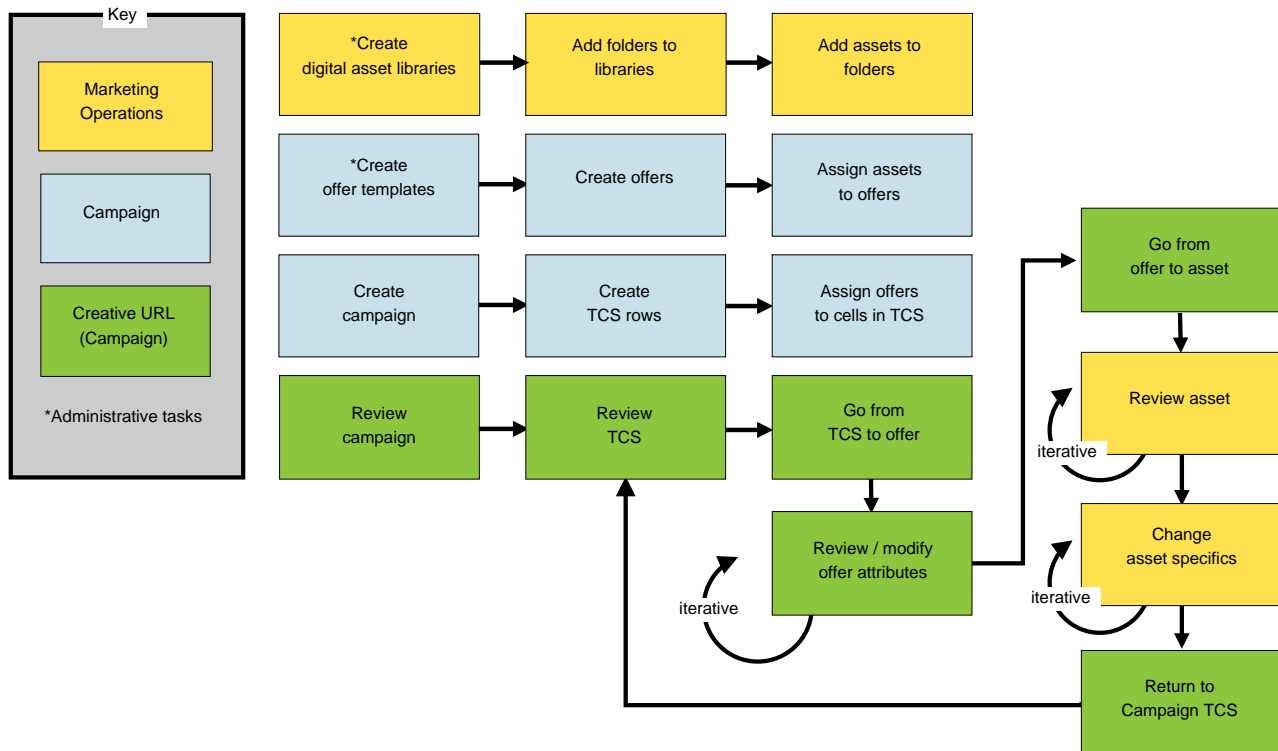 Key
Marketing
Operations
Campaign
Creative URL
(Campaign)
*Administrative tasks
*Create
digital asset libraries
Add folders to
libraries
Add assets to
folders
*Create
offer templates
Create offers
Assign assets
to offers
Create
campaign
Create
TCS rows
Assign offers
to cells in TCS
Review
campaign
Review
TCS
Go from
TCS to offer
Review / modify
offer attributes
iterative
Go from
offer to asset
Review asset
iterative
Change
asset specifics
iterative
Return to
Campaign TCS